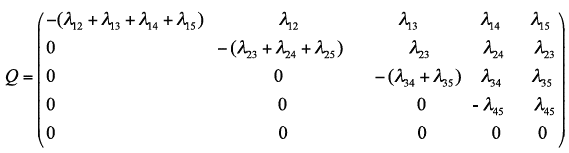 -(λ₁₂ + λ₁₃ + λ₁₄ + λ₁₅) λ₁₂ λ₁₃ λ₁₄ λ₁₅
0 -(λ₂₃ + λ₂₄ + λ₂₅) λ₂₃ λ₂₄ λ₂₃
Q = 0 0 -(λ₃₄ + λ₃₅) λ₃₄ λ₃₅
0 0 0 -λ₄₅ λ₄₅
0 0 0 0 0